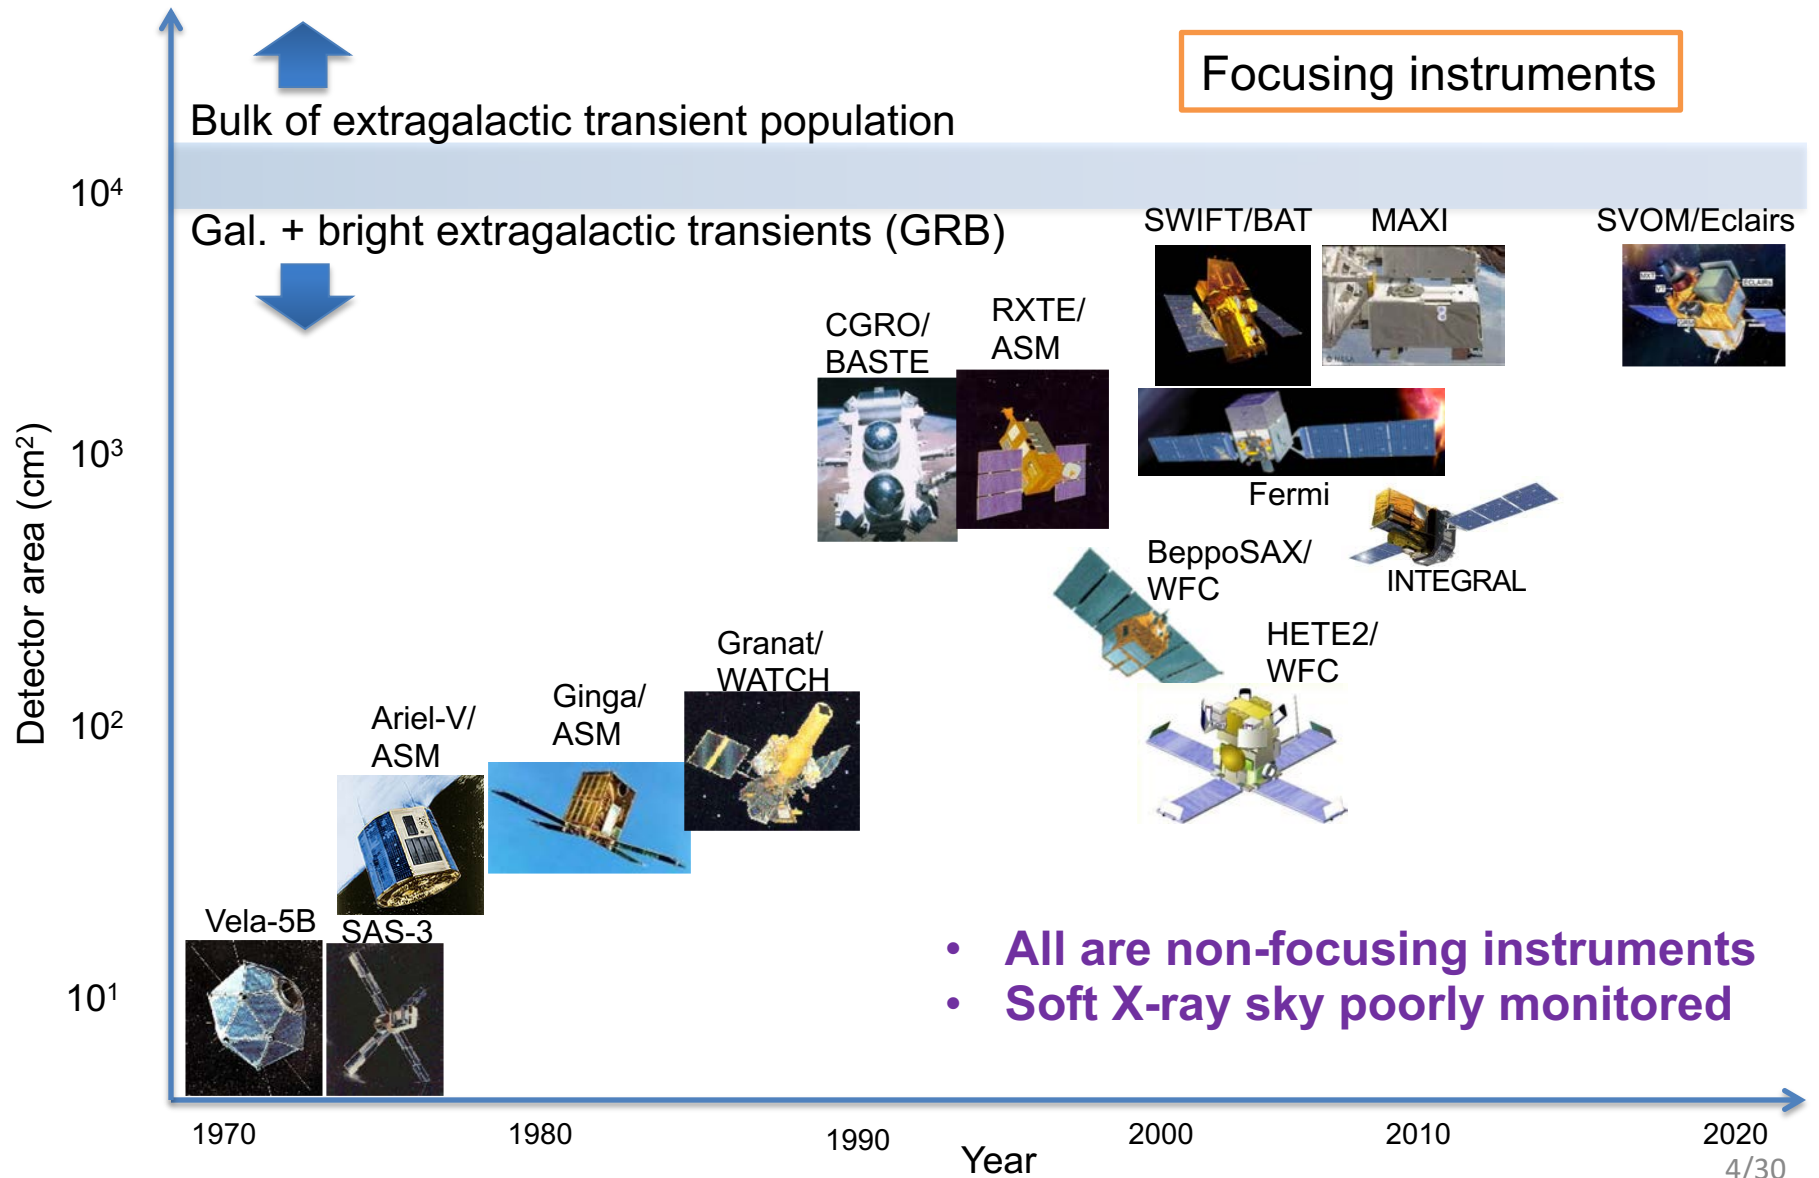 Focusing instruments
Bulk of extragalactic transient population
10⁴
Gal. + bright extragalactic transients (GRB)
SWIFT/BAT
MAXI
SVOM/Eclairs
MXT
VT
ECLAIRs
CGRO/
BASTE
RXTE/
ASM
Detector area (cm²)
10³
Fermi
BeppoSAX/
WFC
INTEGRAL
HETE2/
WFC
Granat/
WATCH
Ginga/
ASM
Ariel-V/
ASM
10²
Vela-5B
SAS-3
• All are non-focusing instruments
• Soft X-ray sky poorly monitored
10¹
1970
1980
1990
2000
2010
2020
Year
4/30